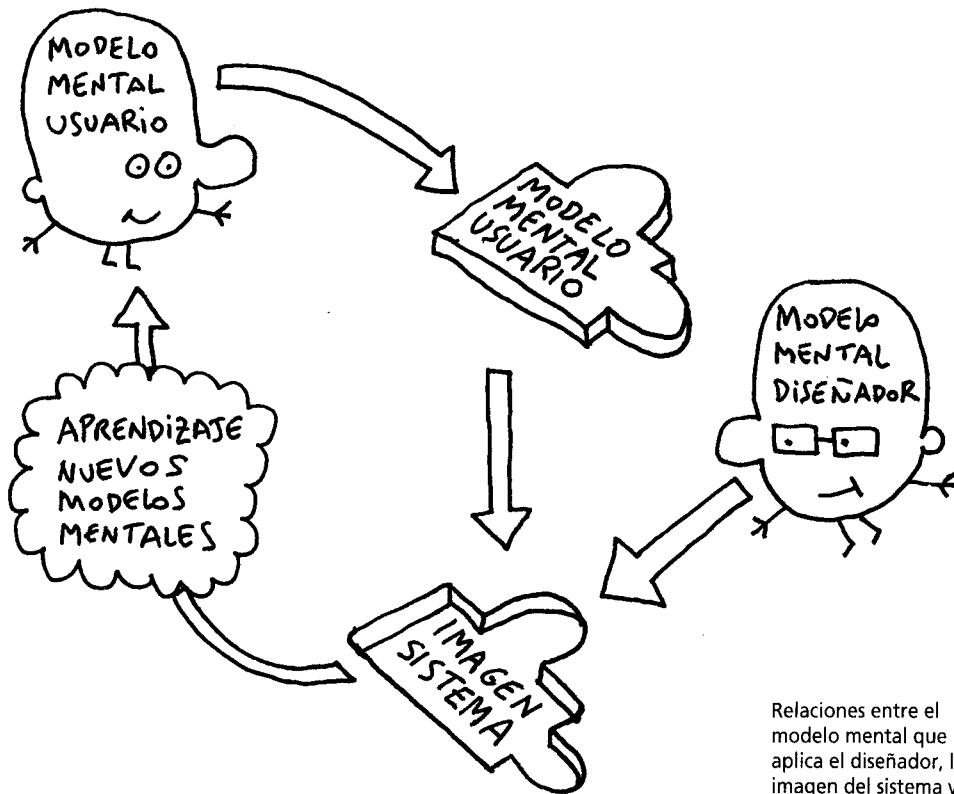 MODELO
MENTAL
USUARIO
MODELO
MENTAL
USUARIO
MODELO
MENTAL
DISEÑADOR
APRENDIZAJE
NUEVOS
MODELOS
MENTALES
IMAGEN
SISTEMA
Relaciones entre el
modelo mental que
aplica el diseñador, l
imagen del sistema y